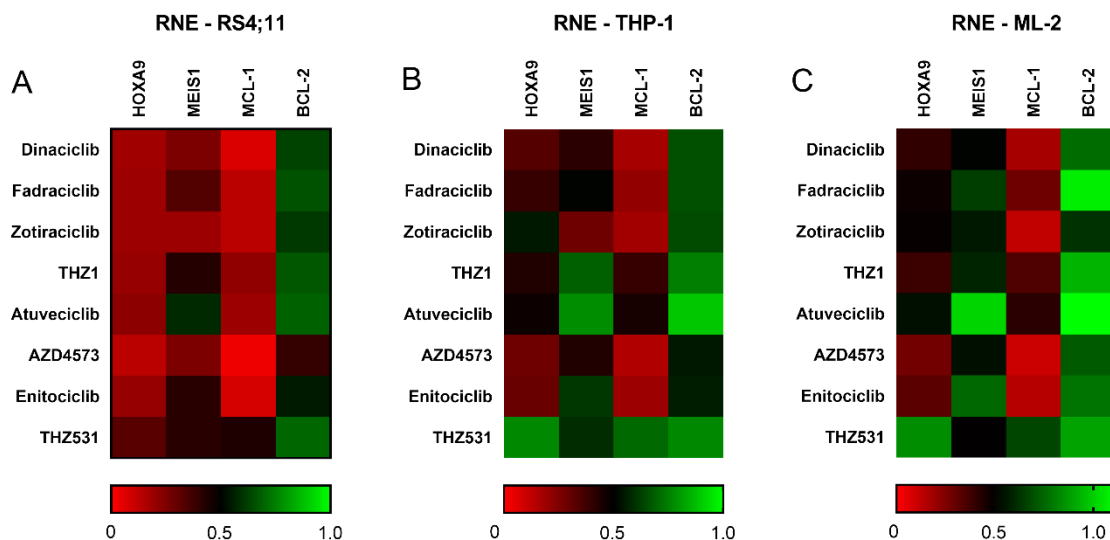 RNE - RS4;11
A
HOXA9
MEIS1
MCL-1
BCL-2
Dinaciclib
Fadraciclib
Zotiraciclib
THZ1
Atuveciclib
AZD4573
Enitociclib
THZ531
0
0.5
1.0
RNE - THP-1
B
HOXA9
MEIS1
MCL-1
BCL-2
Dinaciclib
Fadraciclib
Zotiraciclib
THZ1
Atuveciclib
AZD4573
Enitociclib
THZ531
0
0.5
1.0
RNE - ML-2
C
HOXA9
MEIS1
MCL-1
BCL-2
Dinaciclib
Fadraciclib
Zotiraciclib
THZ1
Atuveciclib
AZD4573
Enitociclib
THZ531
0
0.5
1.0